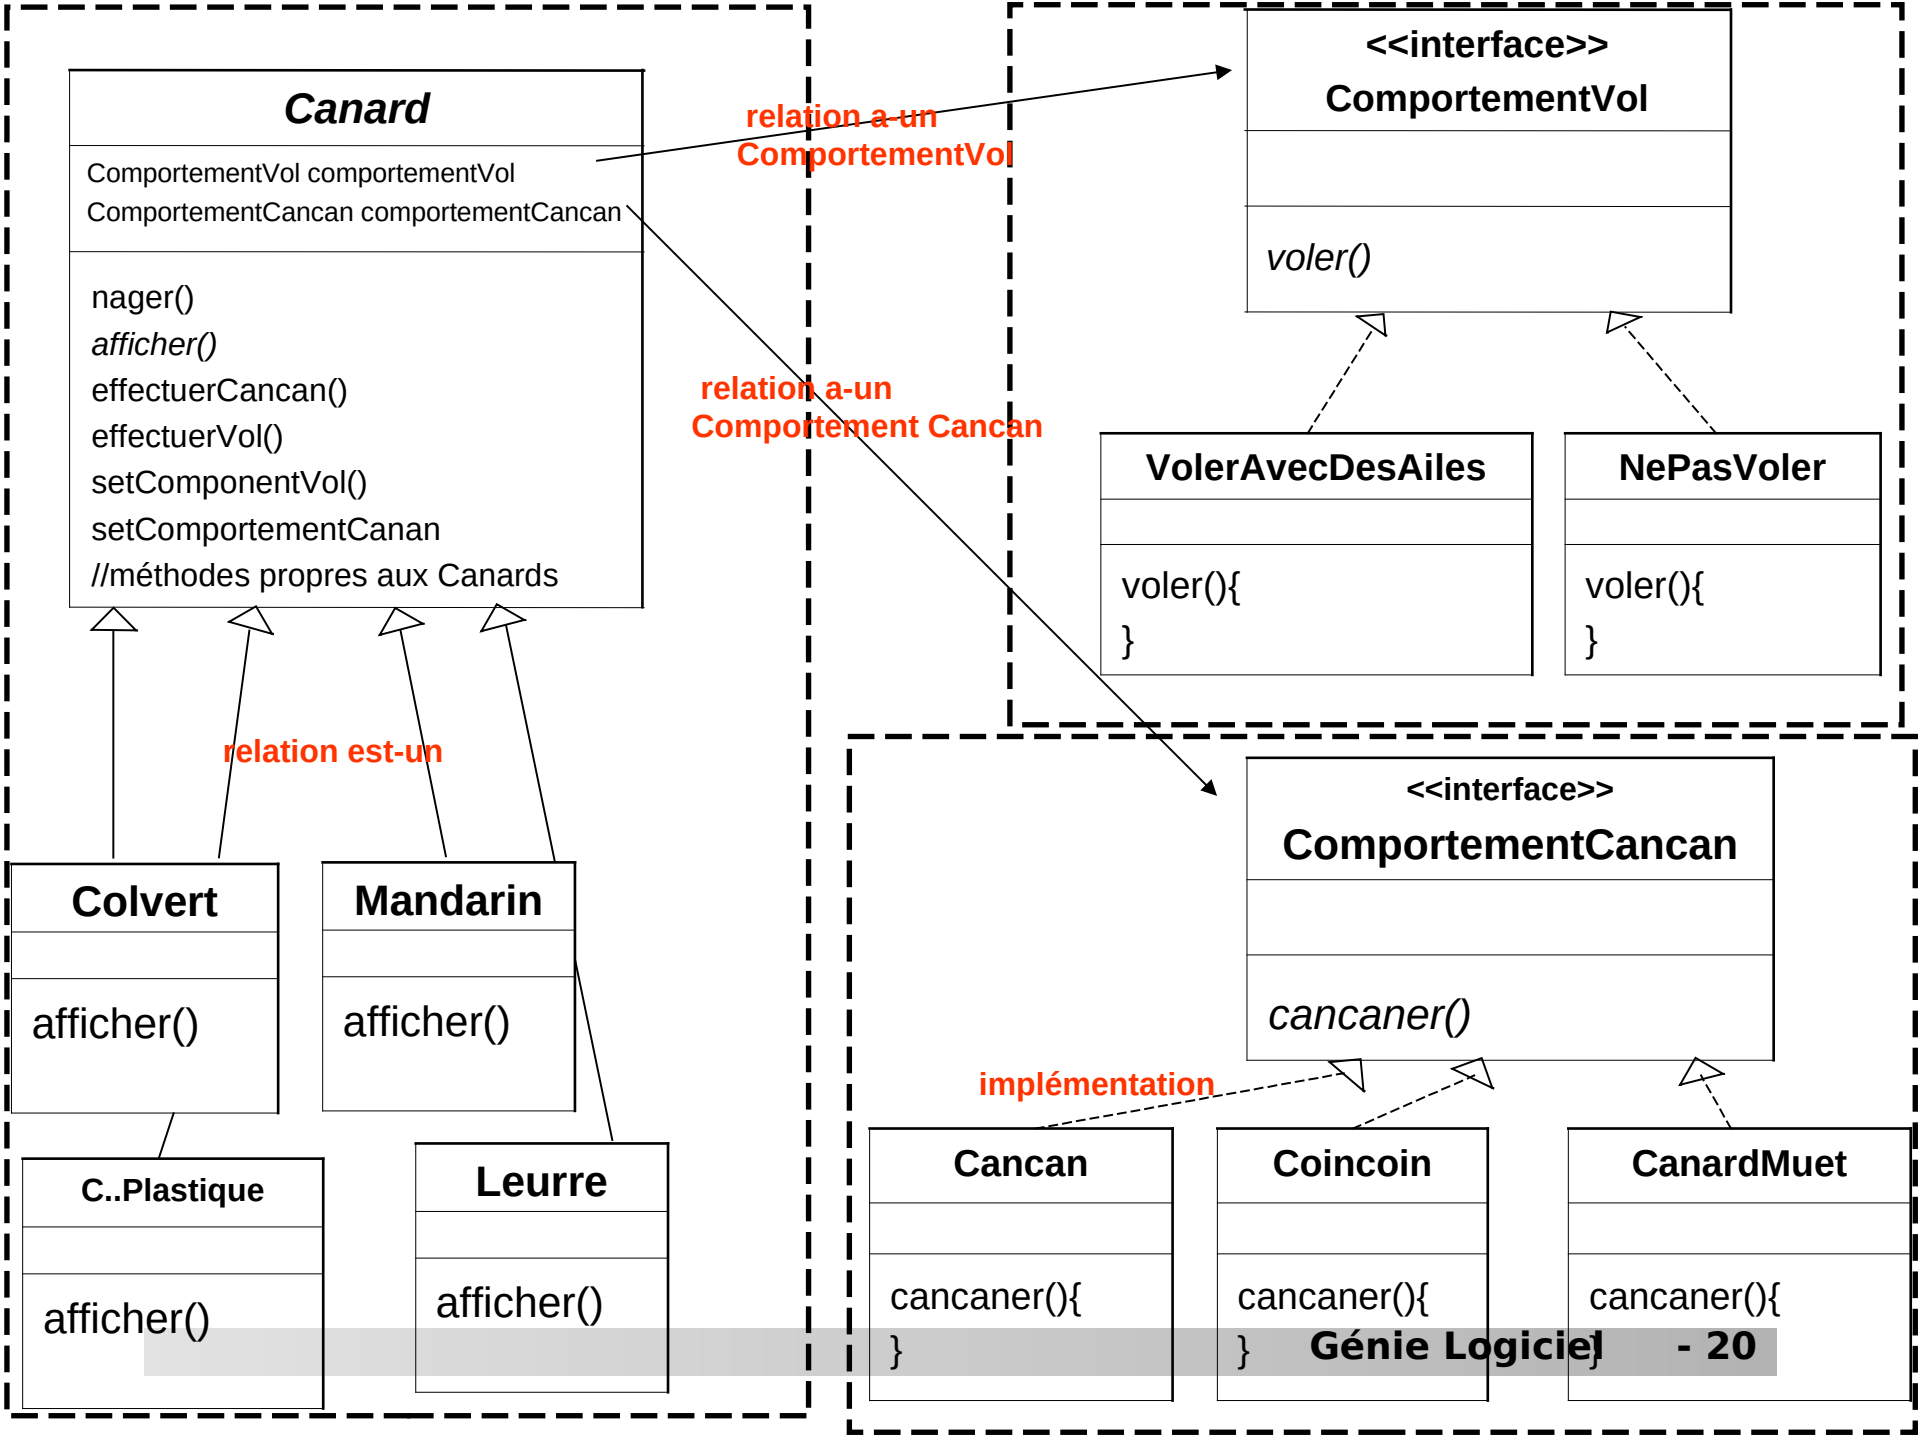 Canard
ComportementVol comportementVol
ComportementCancan comportementCancan
nager()
afficher()
effectuerCancan()
effectuerVol()
setComponentVol()
setComportementCanan
//méthodes propres aux Canards
relation a-un
ComportementVol
relation a-un
Comportement Cancan
<<interface>>
ComportementVol
voler()
VolerAvecDesAiles
voler(){
}
NePasVoler
voler(){
}
relation est-un
Colvert
afficher()
Mandarin
afficher()
C..Plastique
afficher()
Leurre
afficher()
<<interface>>
ComportementCancan
cancaner()
implémentation
Cancan
cancaner(){
}
Coincoin
cancaner(){
}
CanardMuet
cancaner(){
}
Génie Logiciel - 20